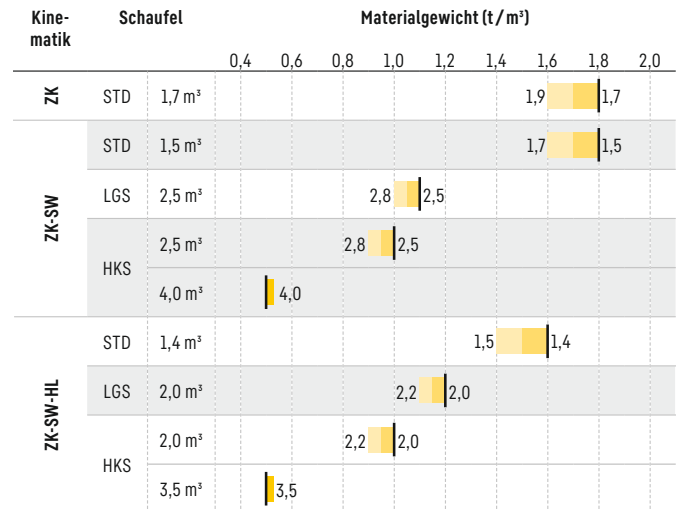 Kine-
matik Schaufel Materialgewicht (t / m³)
0,4 0,6 0,8 1,0 1,2 1,4 1,6 1,8 2,0
ZK STD 1,7 m³ 1,9 1,7
ZK-SW STD 1,5 m³ 1,7 1,5
LGS 2,5 m³ 2,8 2,5
HKS 2,5 m³ 2,8 2,5
4,0 m³ 4,0
ZK-SW-HL STD 1,4 m³ 1,5 1,4
LGS 2,0 m³ 2,2 2,0
HKS 2,0 m³ 2,2 2,0
3,5 m³ 3,5